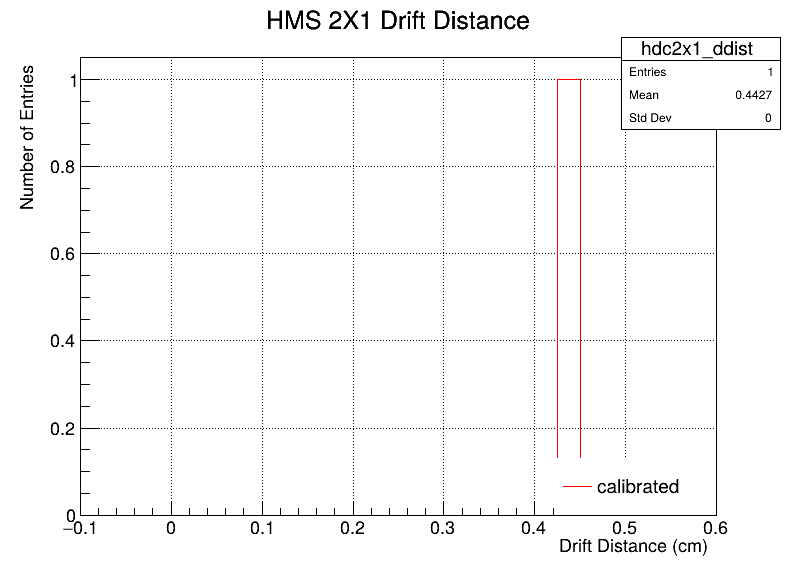 HMS 2X1 Drift Distance
hdc2x1_ddist
Entries 1
Mean 0.4427
Std Dev 0
Number of Entries
1
0.8
0.6
0.4
0.2
0
calibrated
−0.1 0 0.1 0.2 0.3 0.4 0.5 0.6
Drift Distance (cm)